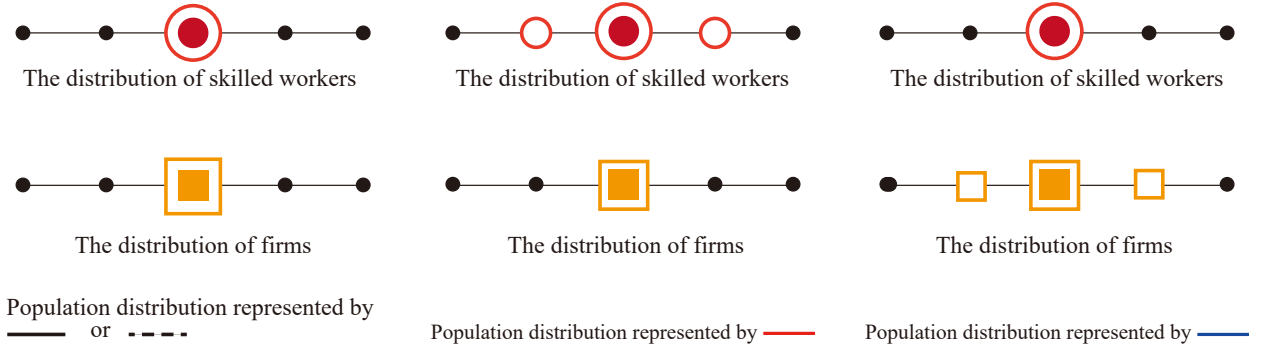 The distribution of skilled workers
The distribution of skilled workers
The distribution of skilled workers
The distribution of firms
The distribution of firms
The distribution of firms
Population distribution represented by
or
Population distribution represented by
Population distribution represented by